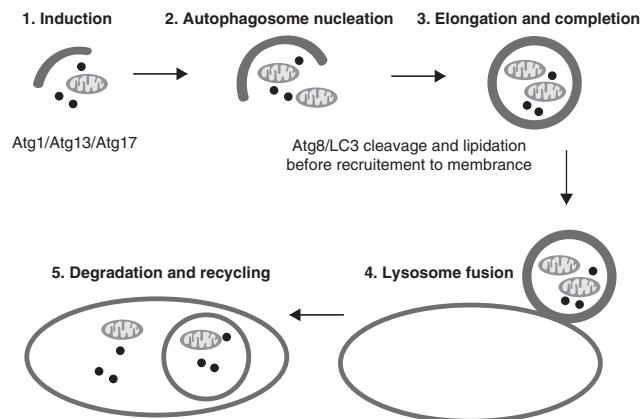 1. Induction
2. Autophagosome nucleation
3. Elongation and completion
Atg1/Atg13/Atg17
Atg8/LC3 cleavage and lipidation
before recruitement to membrance
5. Degradation and recycling
4. Lysosome fusion